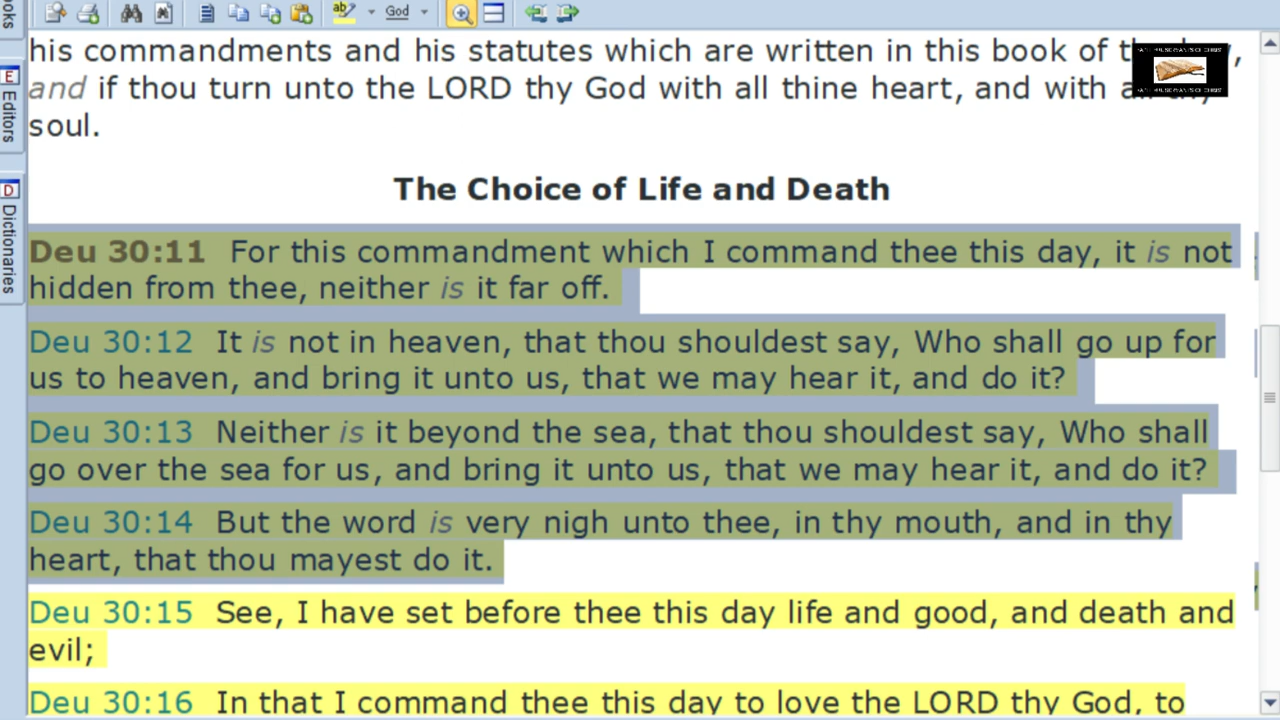 ooks
Editors
Dictionaries
ab
God
his commandments and his statutes which are written in this book of
and if thou turn unto the LORD thy God with all thine heart, and with
soul.
The Choice of Life and Death
Deu 30:11 For this commandment which I command thee this day, it is not
hidden from thee, neither is it far off.
Deu 30:12 It is not in heaven, that thou shouldest say, Who shall go up for
us to heaven, and bring it unto us, that we may hear it, and do it?
Deu 30:13 Neither is it beyond the sea, that thou shouldest say, Who shall
go over the sea for us, and bring it unto us, that we may hear it, and do it?
Deu 30:14 But the word is very nigh unto thee, in thy mouth, and in thy
heart, that thou mayest do it.
Deu 30:15 See, I have set before thee this day life and good, and death and
evil;
Deu 30:16 In that I command thee this day to love the LORD thy God, to